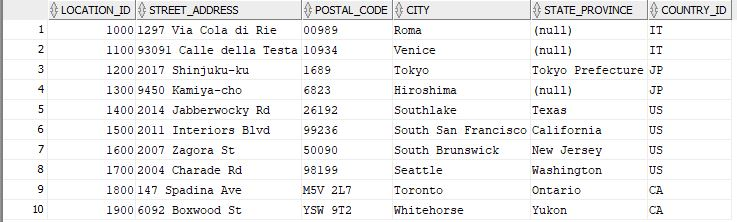 LOCATION_ID STREET_ADDRESS POSTAL_CODE CITY STATE_PROVINCE COUNTRY_ID
1 1000 1297 Via Cola di Rie 00989 Roma (null) IT
2 1100 93091 Calle della Testa 10934 Venice (null) IT
3 1200 2017 Shinjuku-ku 1689 Tokyo Tokyo Prefecture JP
4 1300 9450 Kamiya-cho 6823 Hiroshima (null) JP
5 1400 2014 Jabberwocky Rd 26192 Southlake Texas US
6 1500 2011 Interiors Blvd 99236 South San Francisco California US
7 1600 2007 Zagora St 50090 South Brunswick New Jersey US
8 1700 2004 Charade Rd 98199 Seattle Washington US
9 1800 147 Spadina Ave M5V 2L7 Toronto Ontario CA
10 1900 6092 Boxwood St YSW 9T2 Whitehorse Yukon CA